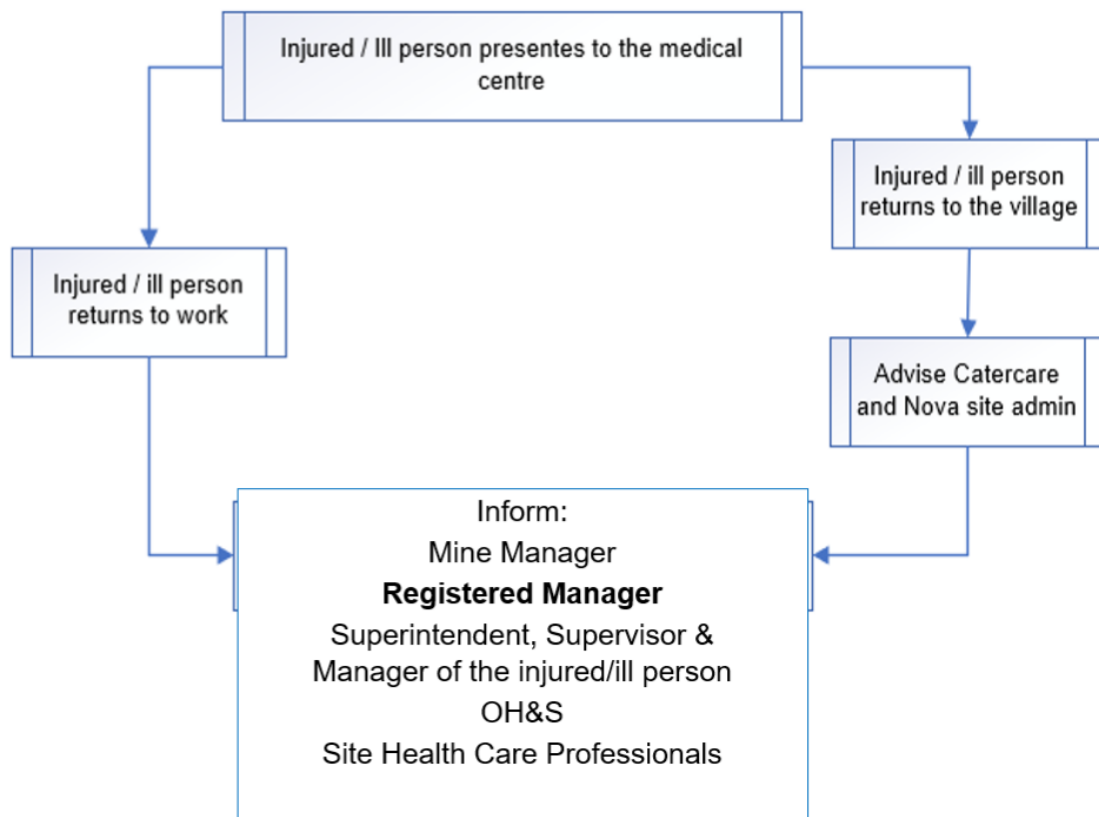 Injured / Ill person presentes to the medical
centre
Injured / ill person
returns to the village
Injured / ill person
returns to work
Advise Catercare
and Nova site admin
Inform:
Mine Manager
Registered Manager
Superintendent, Supervisor &
Manager of the injured/ill person
OH&S
Site Health Care Professionals